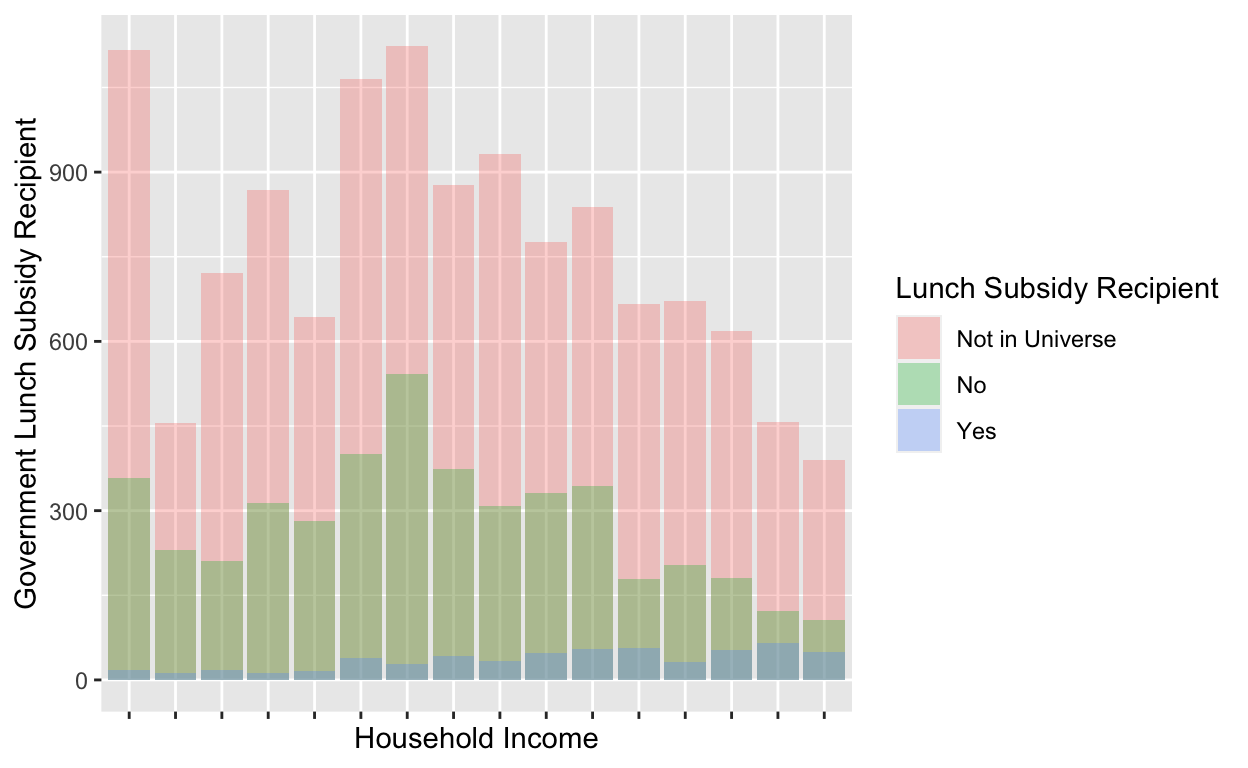 Government Lunch Subsidy Recipient
900
600
300
0
Household Income
Lunch Subsidy Recipient
Not in Universe
No
Yes